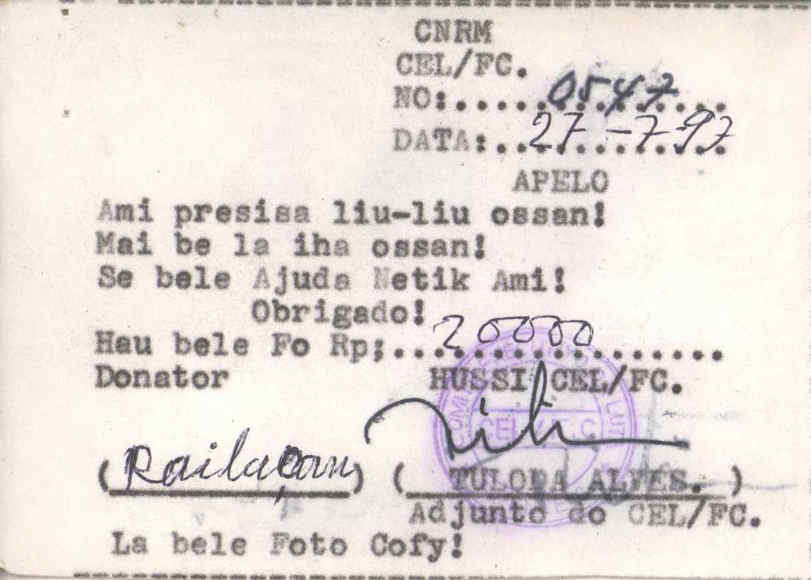 CNRM
CEL/FC.
NO:......0547......
DATA:...27-7-97...
APELO
Ami presisa liu-liu ossan!
Mai be la iha ossan!
Se bele Ajuda Netik Ami!
Obrigado!
Hau bele Fo Rp;...20000...
Donator HUSSI CEL/FC.
(Railaçan) (TULODA ALVES.)
Adjunto do CEL/FC.
La bele Foto Cofy!